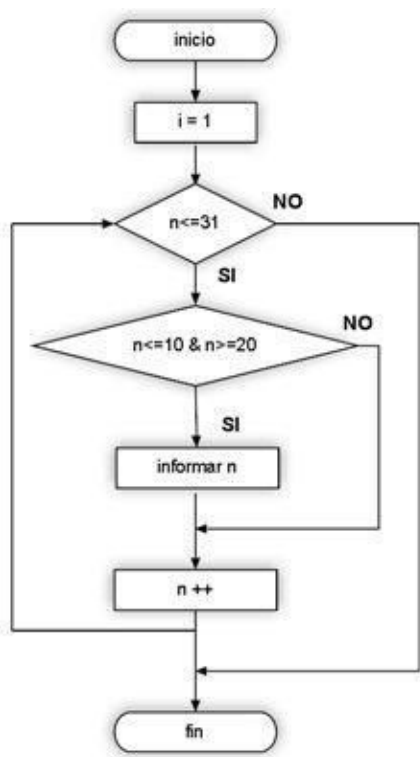 inicio
i = 1
n<=31
NO
SI
n<=10 & n>=20
NO
SI
informar n
n ++
fin